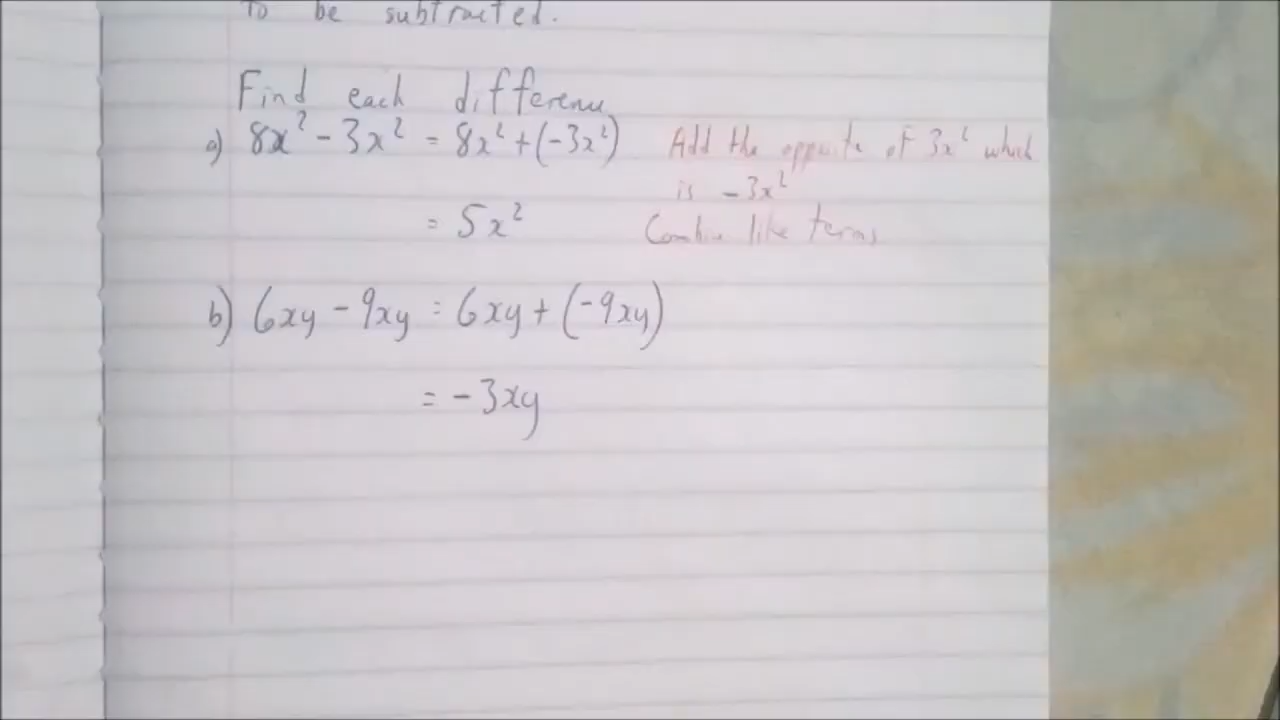 to be subtracted.
Find each difference
a) 8x² - 3x² = 8x² + (-3x²) Add the opposite of 3x² which
is -3x²
= 5x² Combine like terms
b) 6xy - 9xy = 6xy + (-9xy)
= -3xy